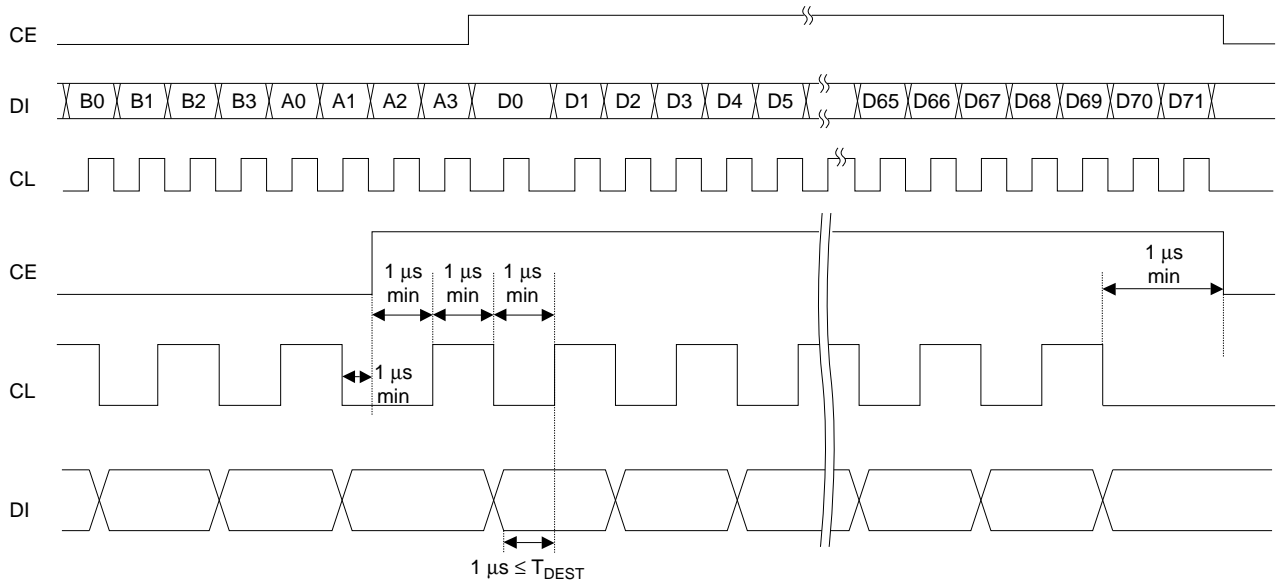 CE
DI B0 B1 B2 B3 A0 A1 A2 A3 D0 D1 D2 D3 D4 D5 D65 D66 D67 D68 D69 D70 D71
CL
CE
1 μs min
1 μs min
1 μs min
1 μs min
CL
1 μs min
DI
1 μs ≤ TDEST